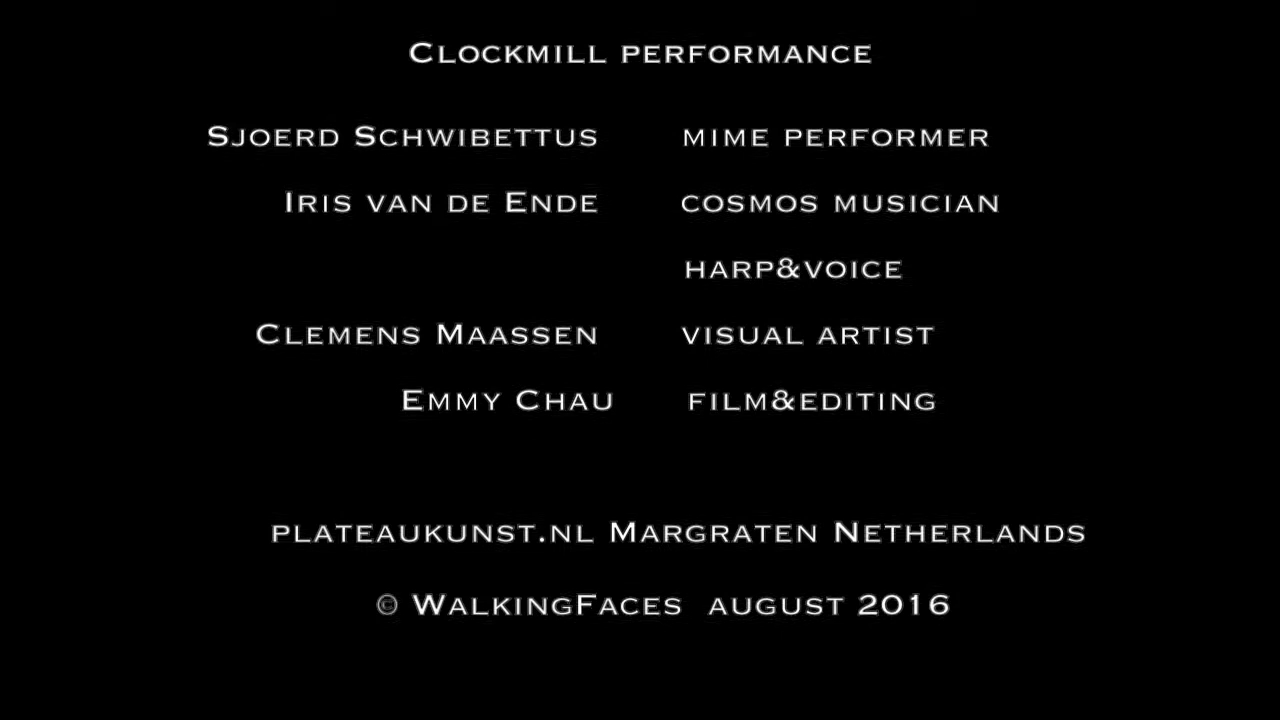 Clockmill performance
Sjoerd Schwibettus mime performer
Iris van de Ende cosmos musician
harp&voice
Clemens Maassen visual artist
Emmy Chau film&editing
plateaukunst.nl Margraten Netherlands
© WalkingFaces august 2016